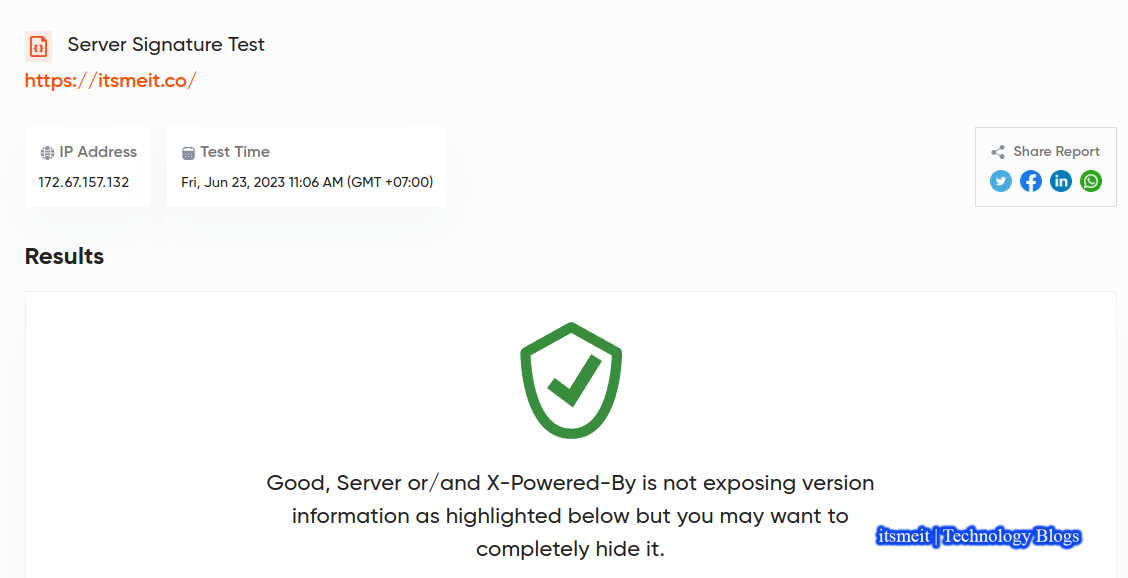 Server Signature Test
https://itsmeit.co/
IP Address
172.67.157.132
Test Time
Fri, Jun 23, 2023 11:06 AM (GMT +07:00)
Share Report
Results
Good, Server or/and X-Powered-By is not exposing version
information as highlighted below but you may want to
completely hide it.
itsmeit | Technology Blogs